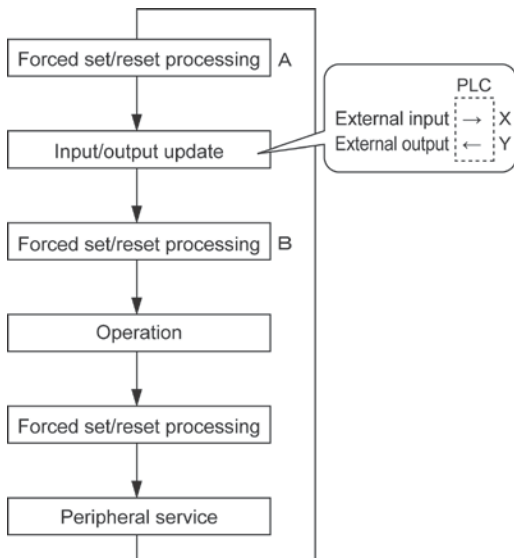 Forced set/reset processing A
PLC
External input → X
Input/output update
External output ← Y
Forced set/reset processing B
Operation
Forced set/reset processing
Peripheral service